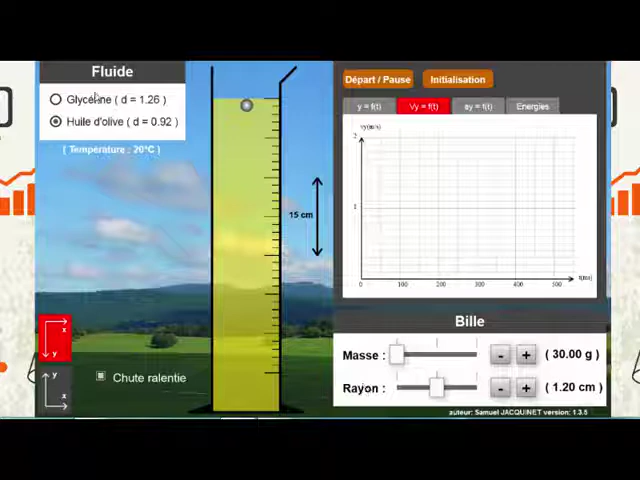 Fluide
Glycérine ( d = 1.26 )
Huile d'olive ( d = 0.92 )
( Température : 20°C )
15 cm
x
y
y
x
Chute ralentie
Départ / Pause
Initialisation
y = f(t)
Vy = f(t)
ay = f(t)
Energies
vy(m/s)
2
1
0
100
200
300
400
500
t(ms)
Bille
Masse :
-
+
( 30.00 g )
Rayon :
-
+
( 1.20 cm )
auteur: Samuel JACQUINET version: 1.3.5